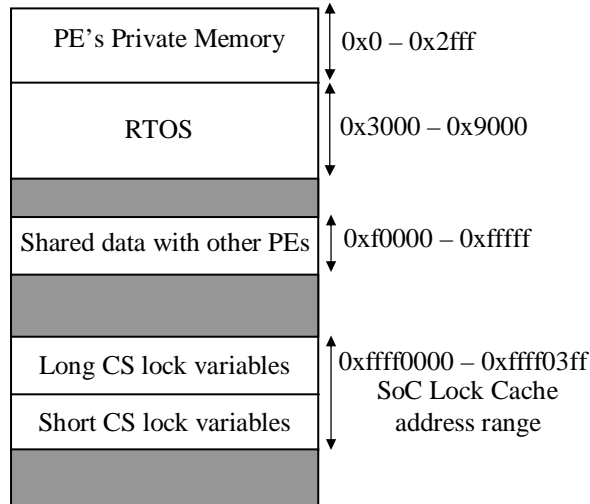 PE's Private Memory
0x0 – 0x2fff
RTOS
0x3000 – 0x9000
Shared data with other PEs
0xf0000 – 0xfffff
Long CS lock variables
0xffff0000 – 0xffff03ff
SoC Lock Cache
Short CS lock variables
address range